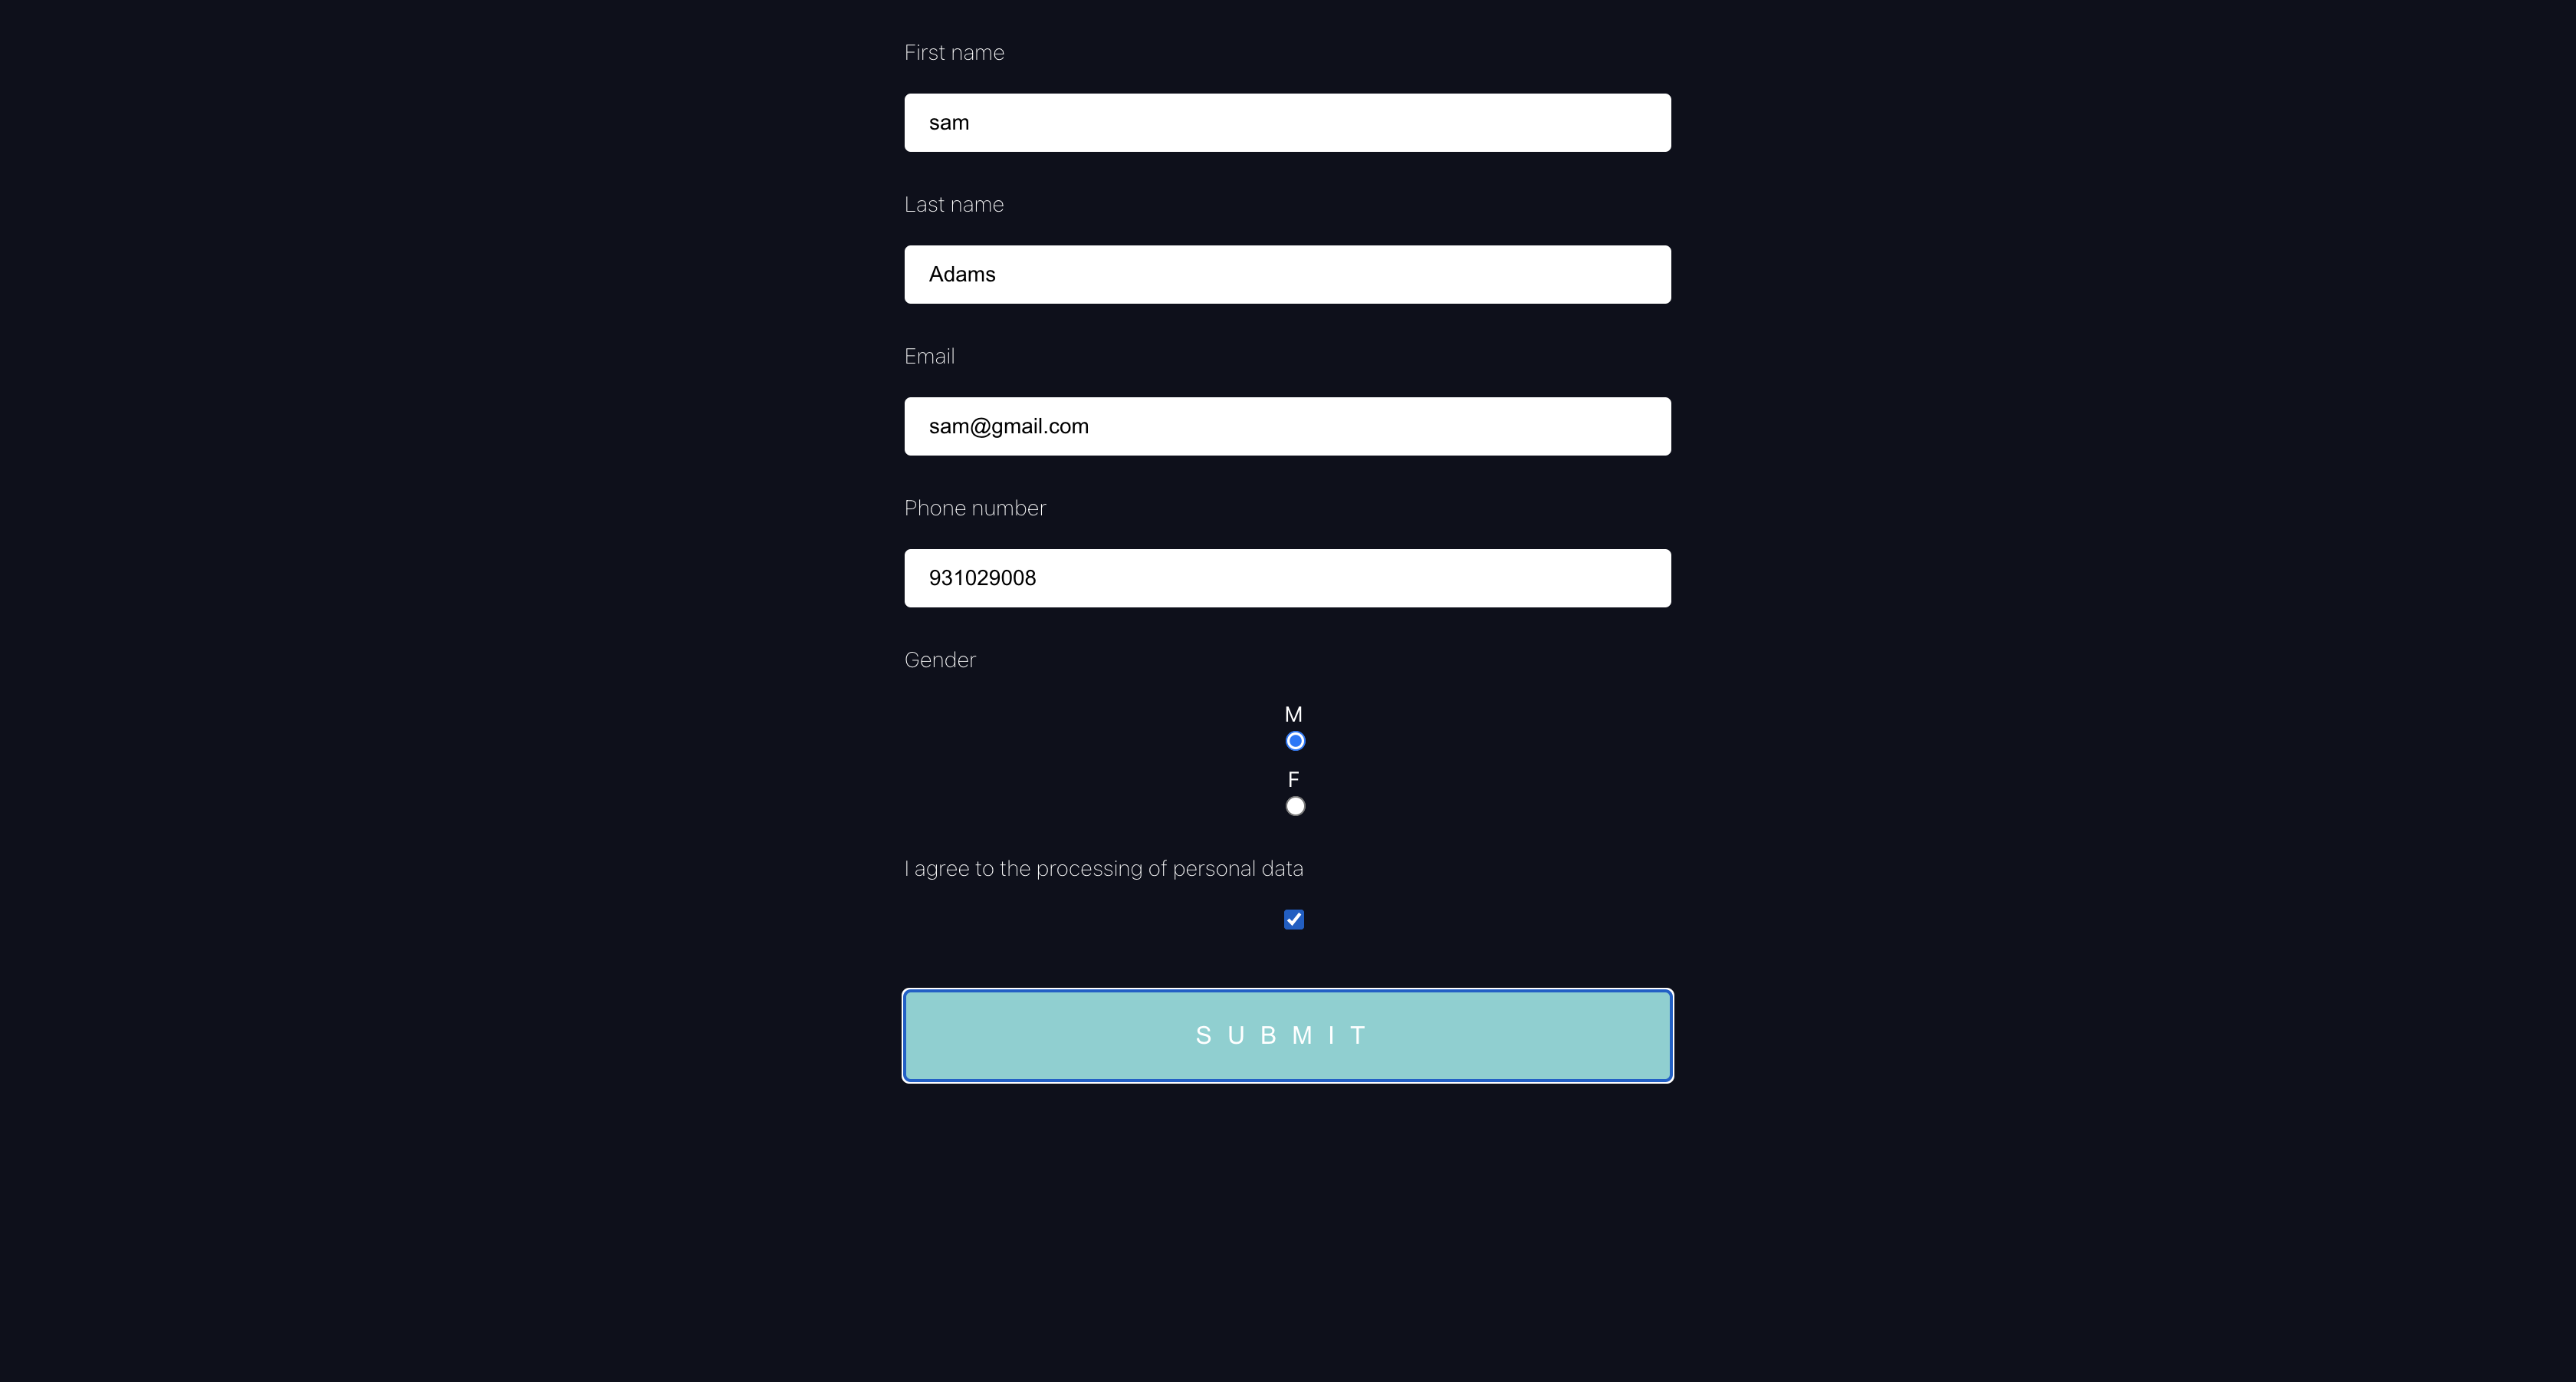 First name
sam
Last name
Adams
Email
sam@gmail.com
Phone number
931029008
Gender
M
F
I agree to the processing of personal data
SUBMIT